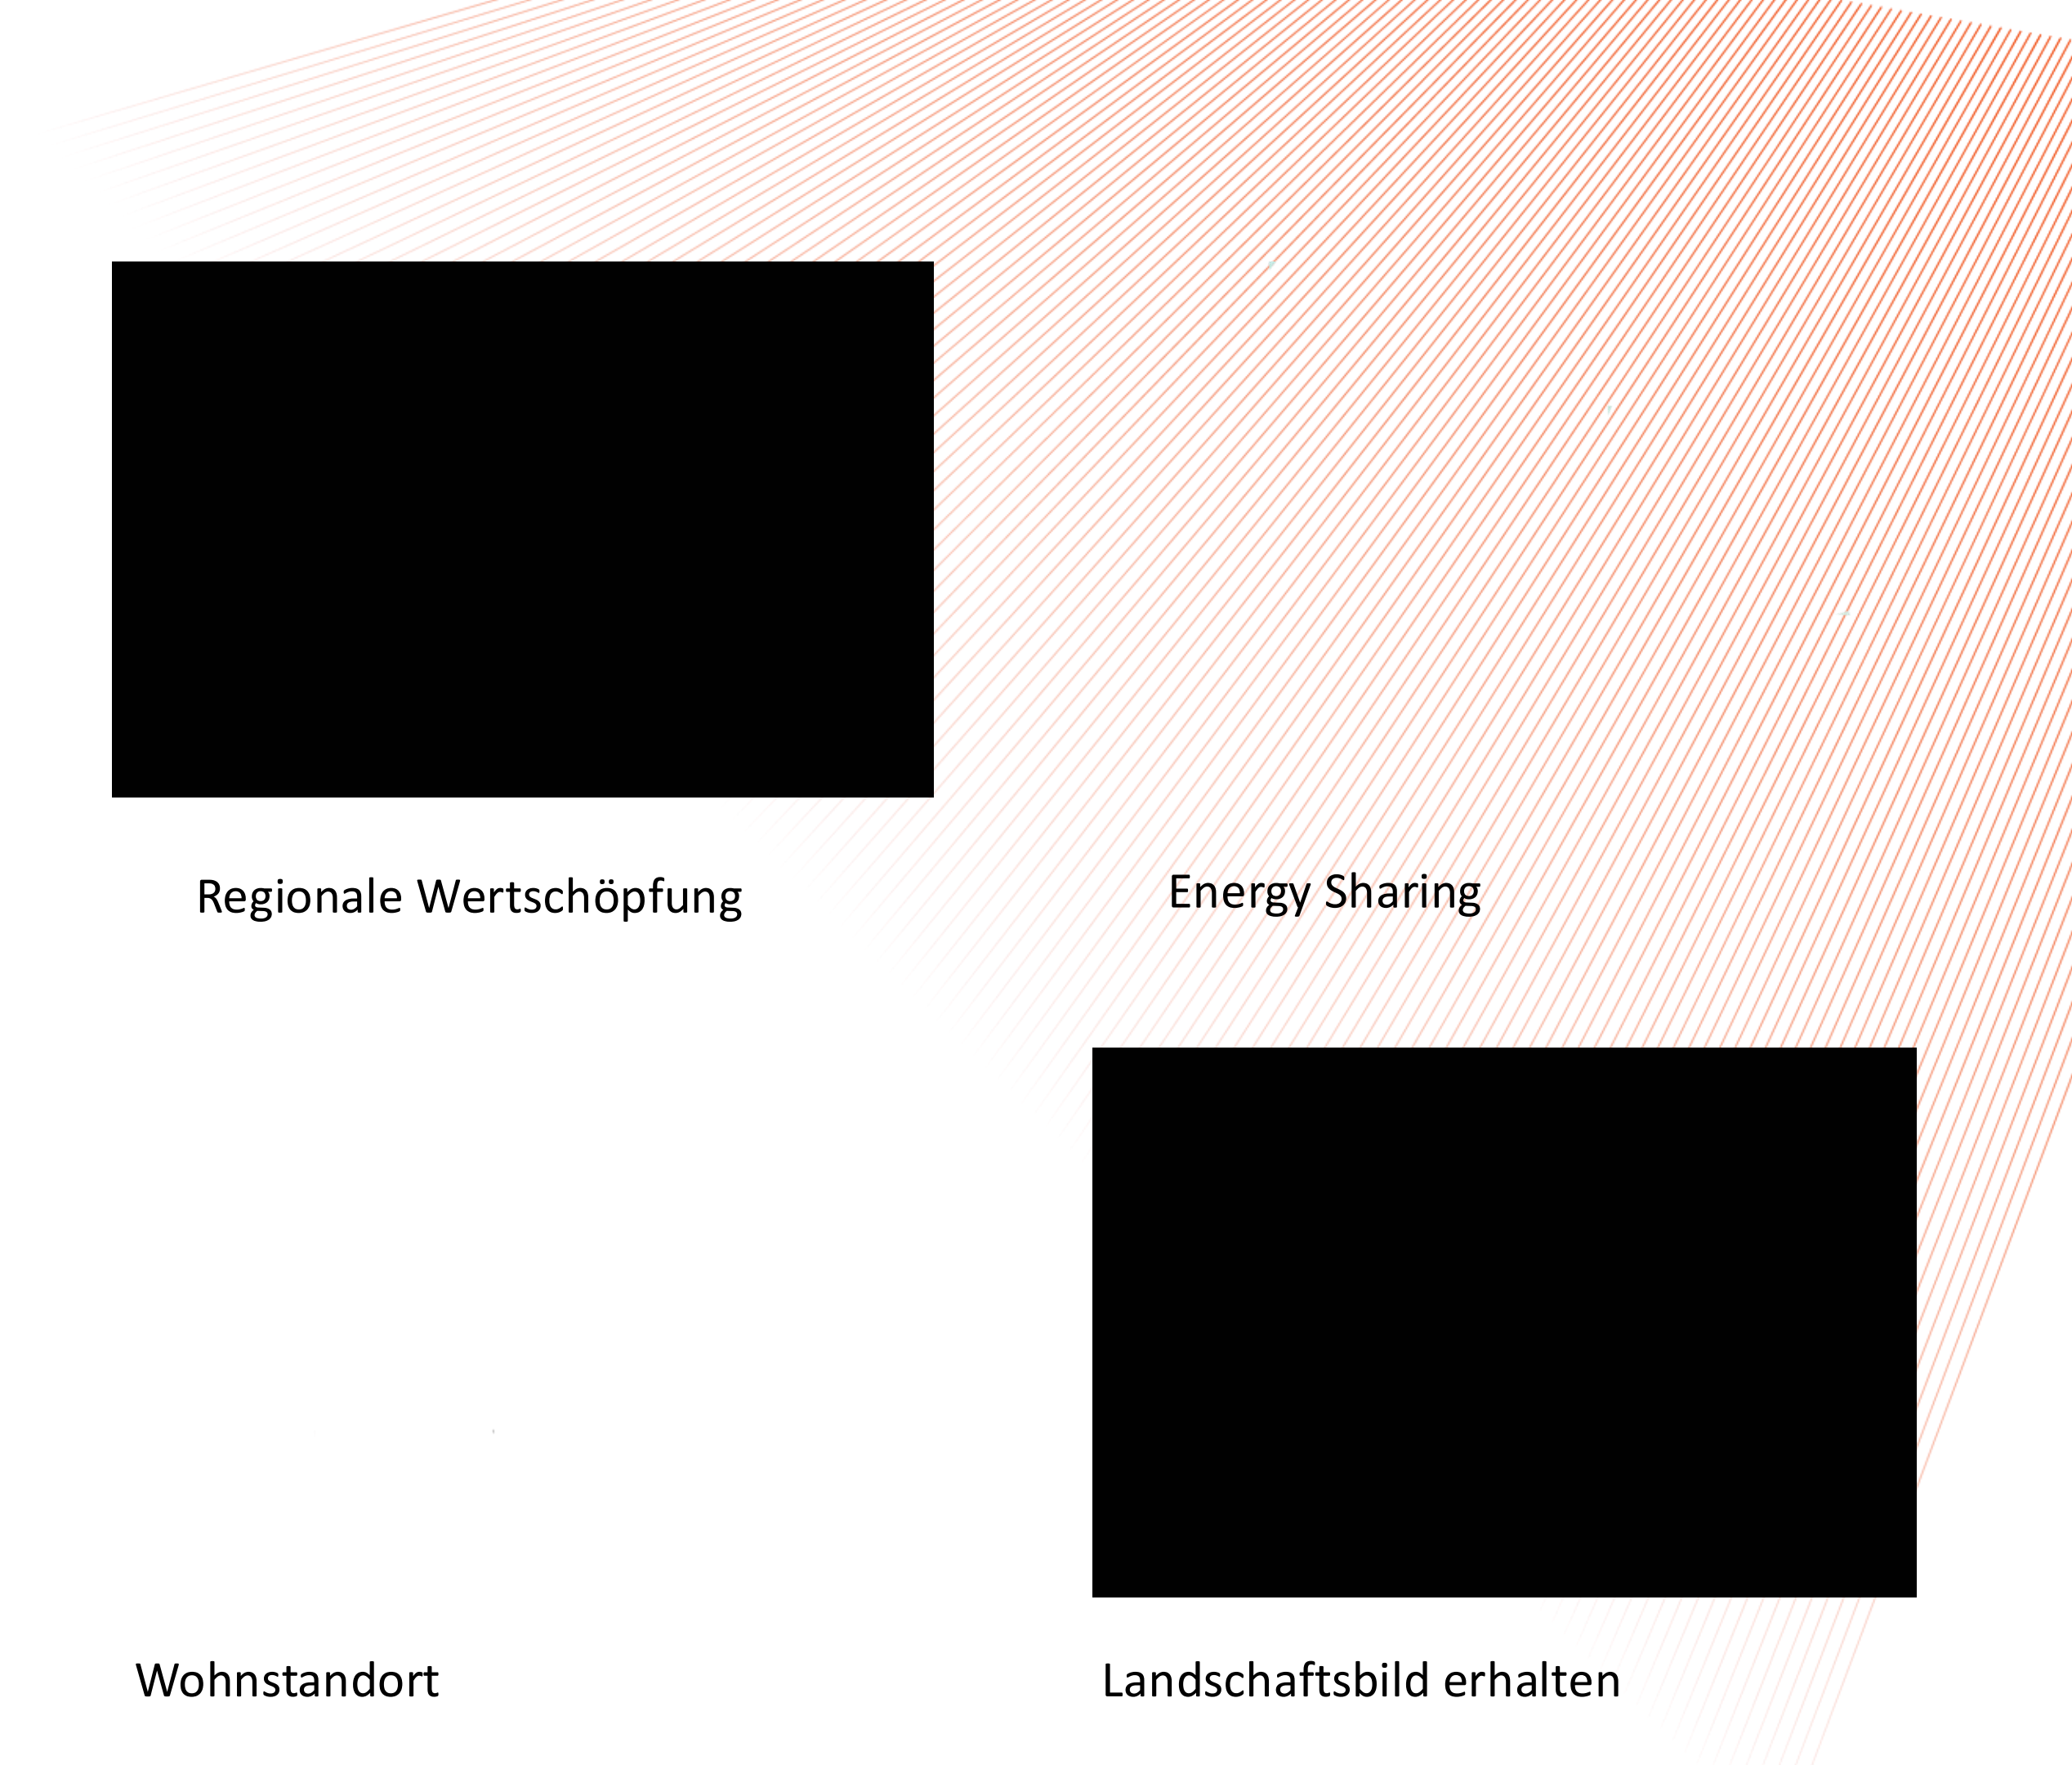 Regionale Wertschöpfung
Energy Sharing
Wohnstandort
Landschaftsbild erhalten